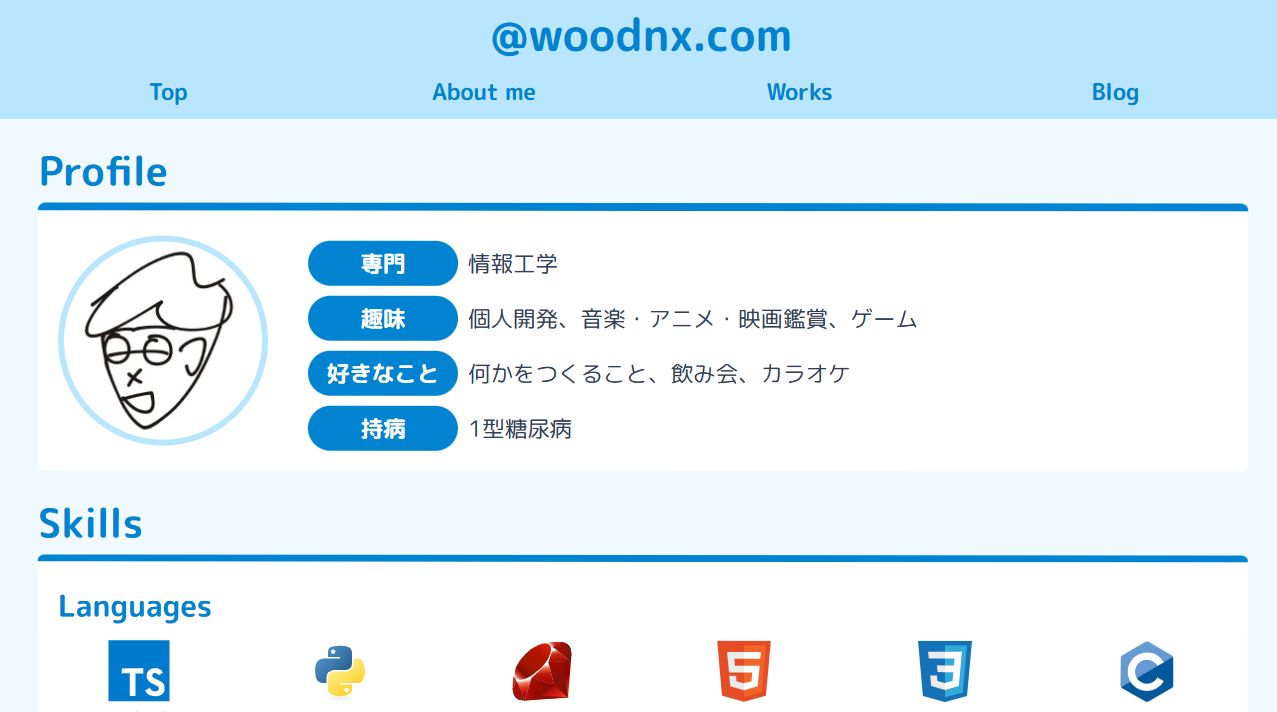 @woodnx.com
Top About me Works Blog
Profile
専門 情報工学
趣味 個人開発、音楽・アニメ・映画鑑賞、ゲーム
好きなこと 何かをつくること、飲み会、カラオケ
持病 1型糖尿病
Skills
Languages
TS 5 3 C